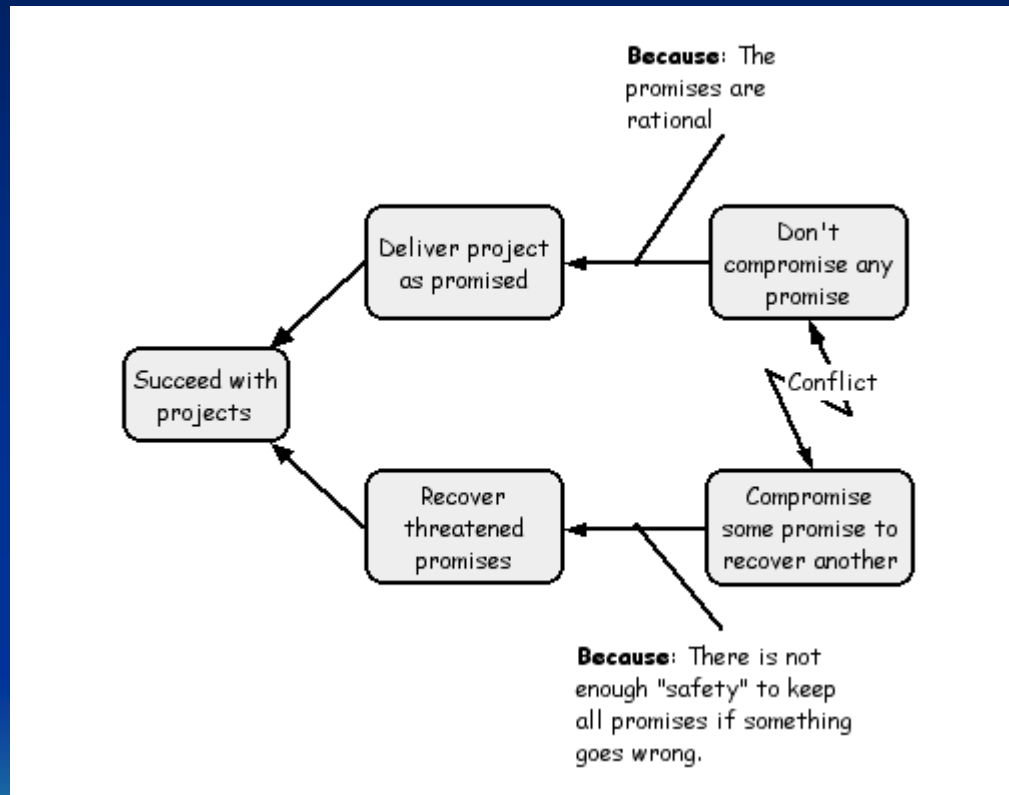 Because: The
promises are
rational
Deliver project
as promised
Don't
compromise any
promise
Succeed with
projects
Conflict
Recover
threatened
promises
Compromise
some promise to
recover another
Because: There is not
enough "safety" to keep
all promises if something
goes wrong.